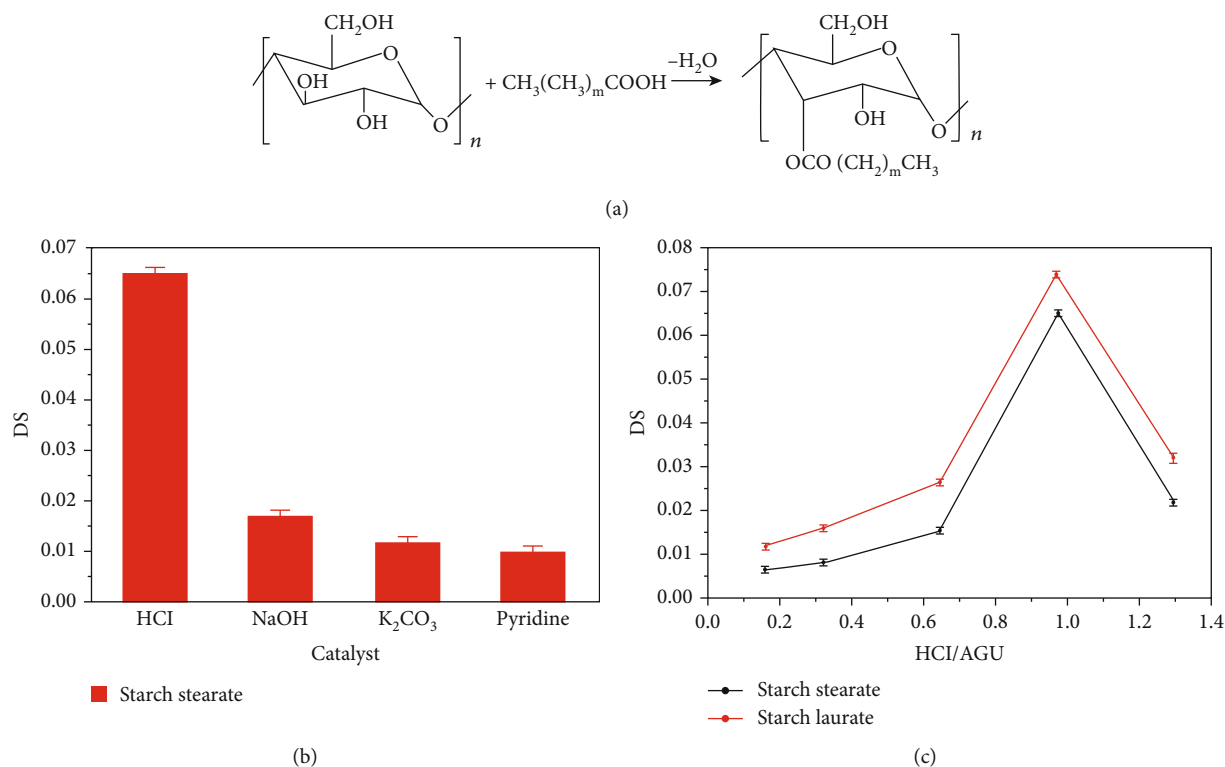 CH₂OH
O
OH
OH
O
n
+ CH₃(CH₃)ₘCOOH
–H₂O
CH₂OH
O
OH
O
n
OCO (CH₂)ₘCH₃
(a)
0.07
0.06
0.05
0.04
0.03
0.02
0.01
0.00
DS
HCI
NaOH
K₂CO₃
Pyridine
Catalyst
Starch stearate
(b)
0.08
0.07
0.06
0.05
0.04
0.03
0.02
0.01
0.00
DS
0.0 0.2 0.4 0.6 0.8 1.0 1.2 1.4
HCI/AGU
Starch stearate
Starch laurate
(c)